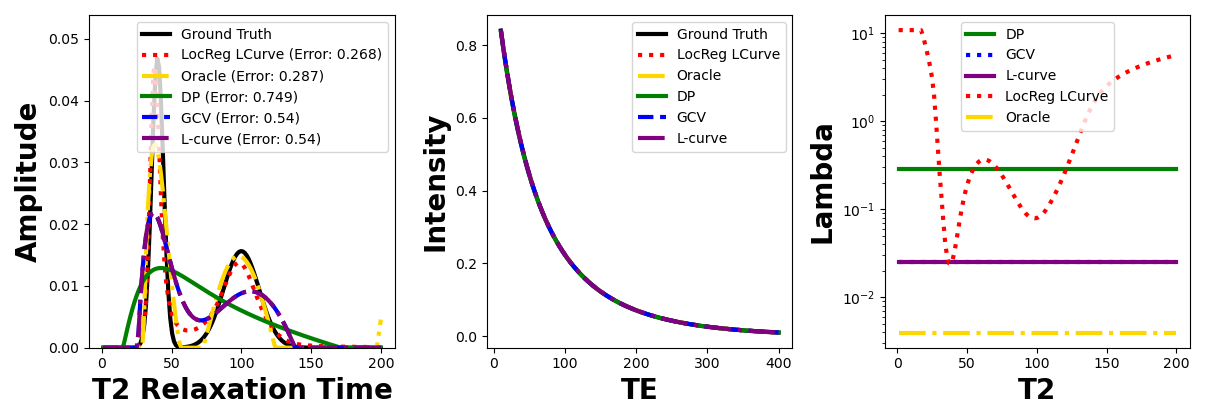 Amplitude
0.05
0.04
0.03
0.02
0.01
0.00
Ground Truth
LocReg LCurve (Error: 0.268)
Oracle (Error: 0.287)
DP (Error: 0.749)
GCV (Error: 0.54)
L-curve (Error: 0.54)
0 50 100 150 200
T2 Relaxation Time
Intensity
0.8
0.6
0.4
0.2
0.0
Ground Truth
LocReg LCurve
Oracle
DP
GCV
L-curve
0 100 200 300 400
TE
Lambda
10¹
10⁰
10⁻¹
10⁻²
DP
GCV
L-curve
LocReg LCurve
Oracle
0 50 100 150 200
T2